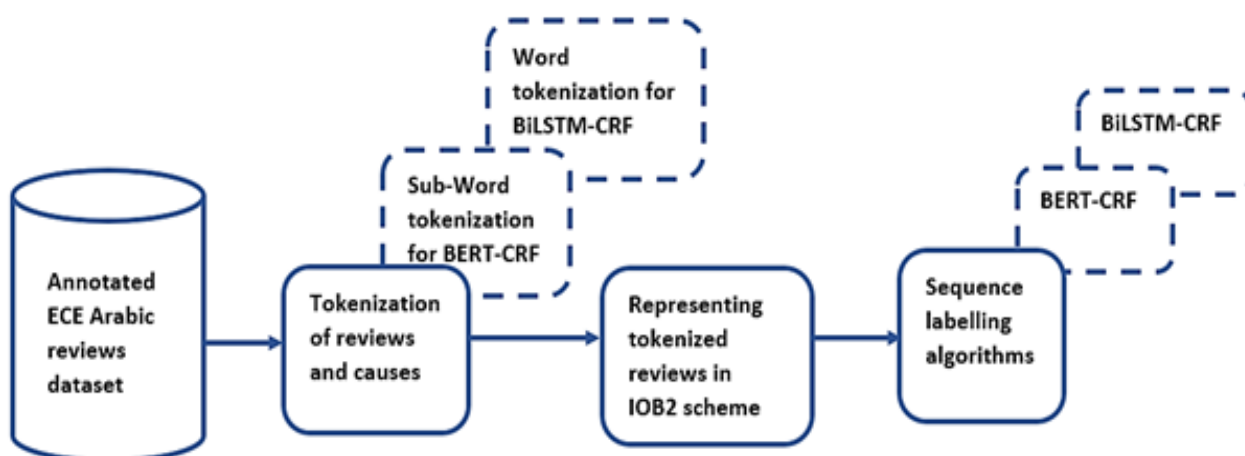 Word
tokenization for
BiLSTM-CRF
Sub-Word
tokenization
for BERT-CRF
Annotated
ECE Arabic
reviews
dataset
Tokenization
of reviews
and causes
Representing
tokenized
reviews in
IOB2 scheme
BiLSTM-CRF
BERT-CRF
Sequence
labelling
algorithms